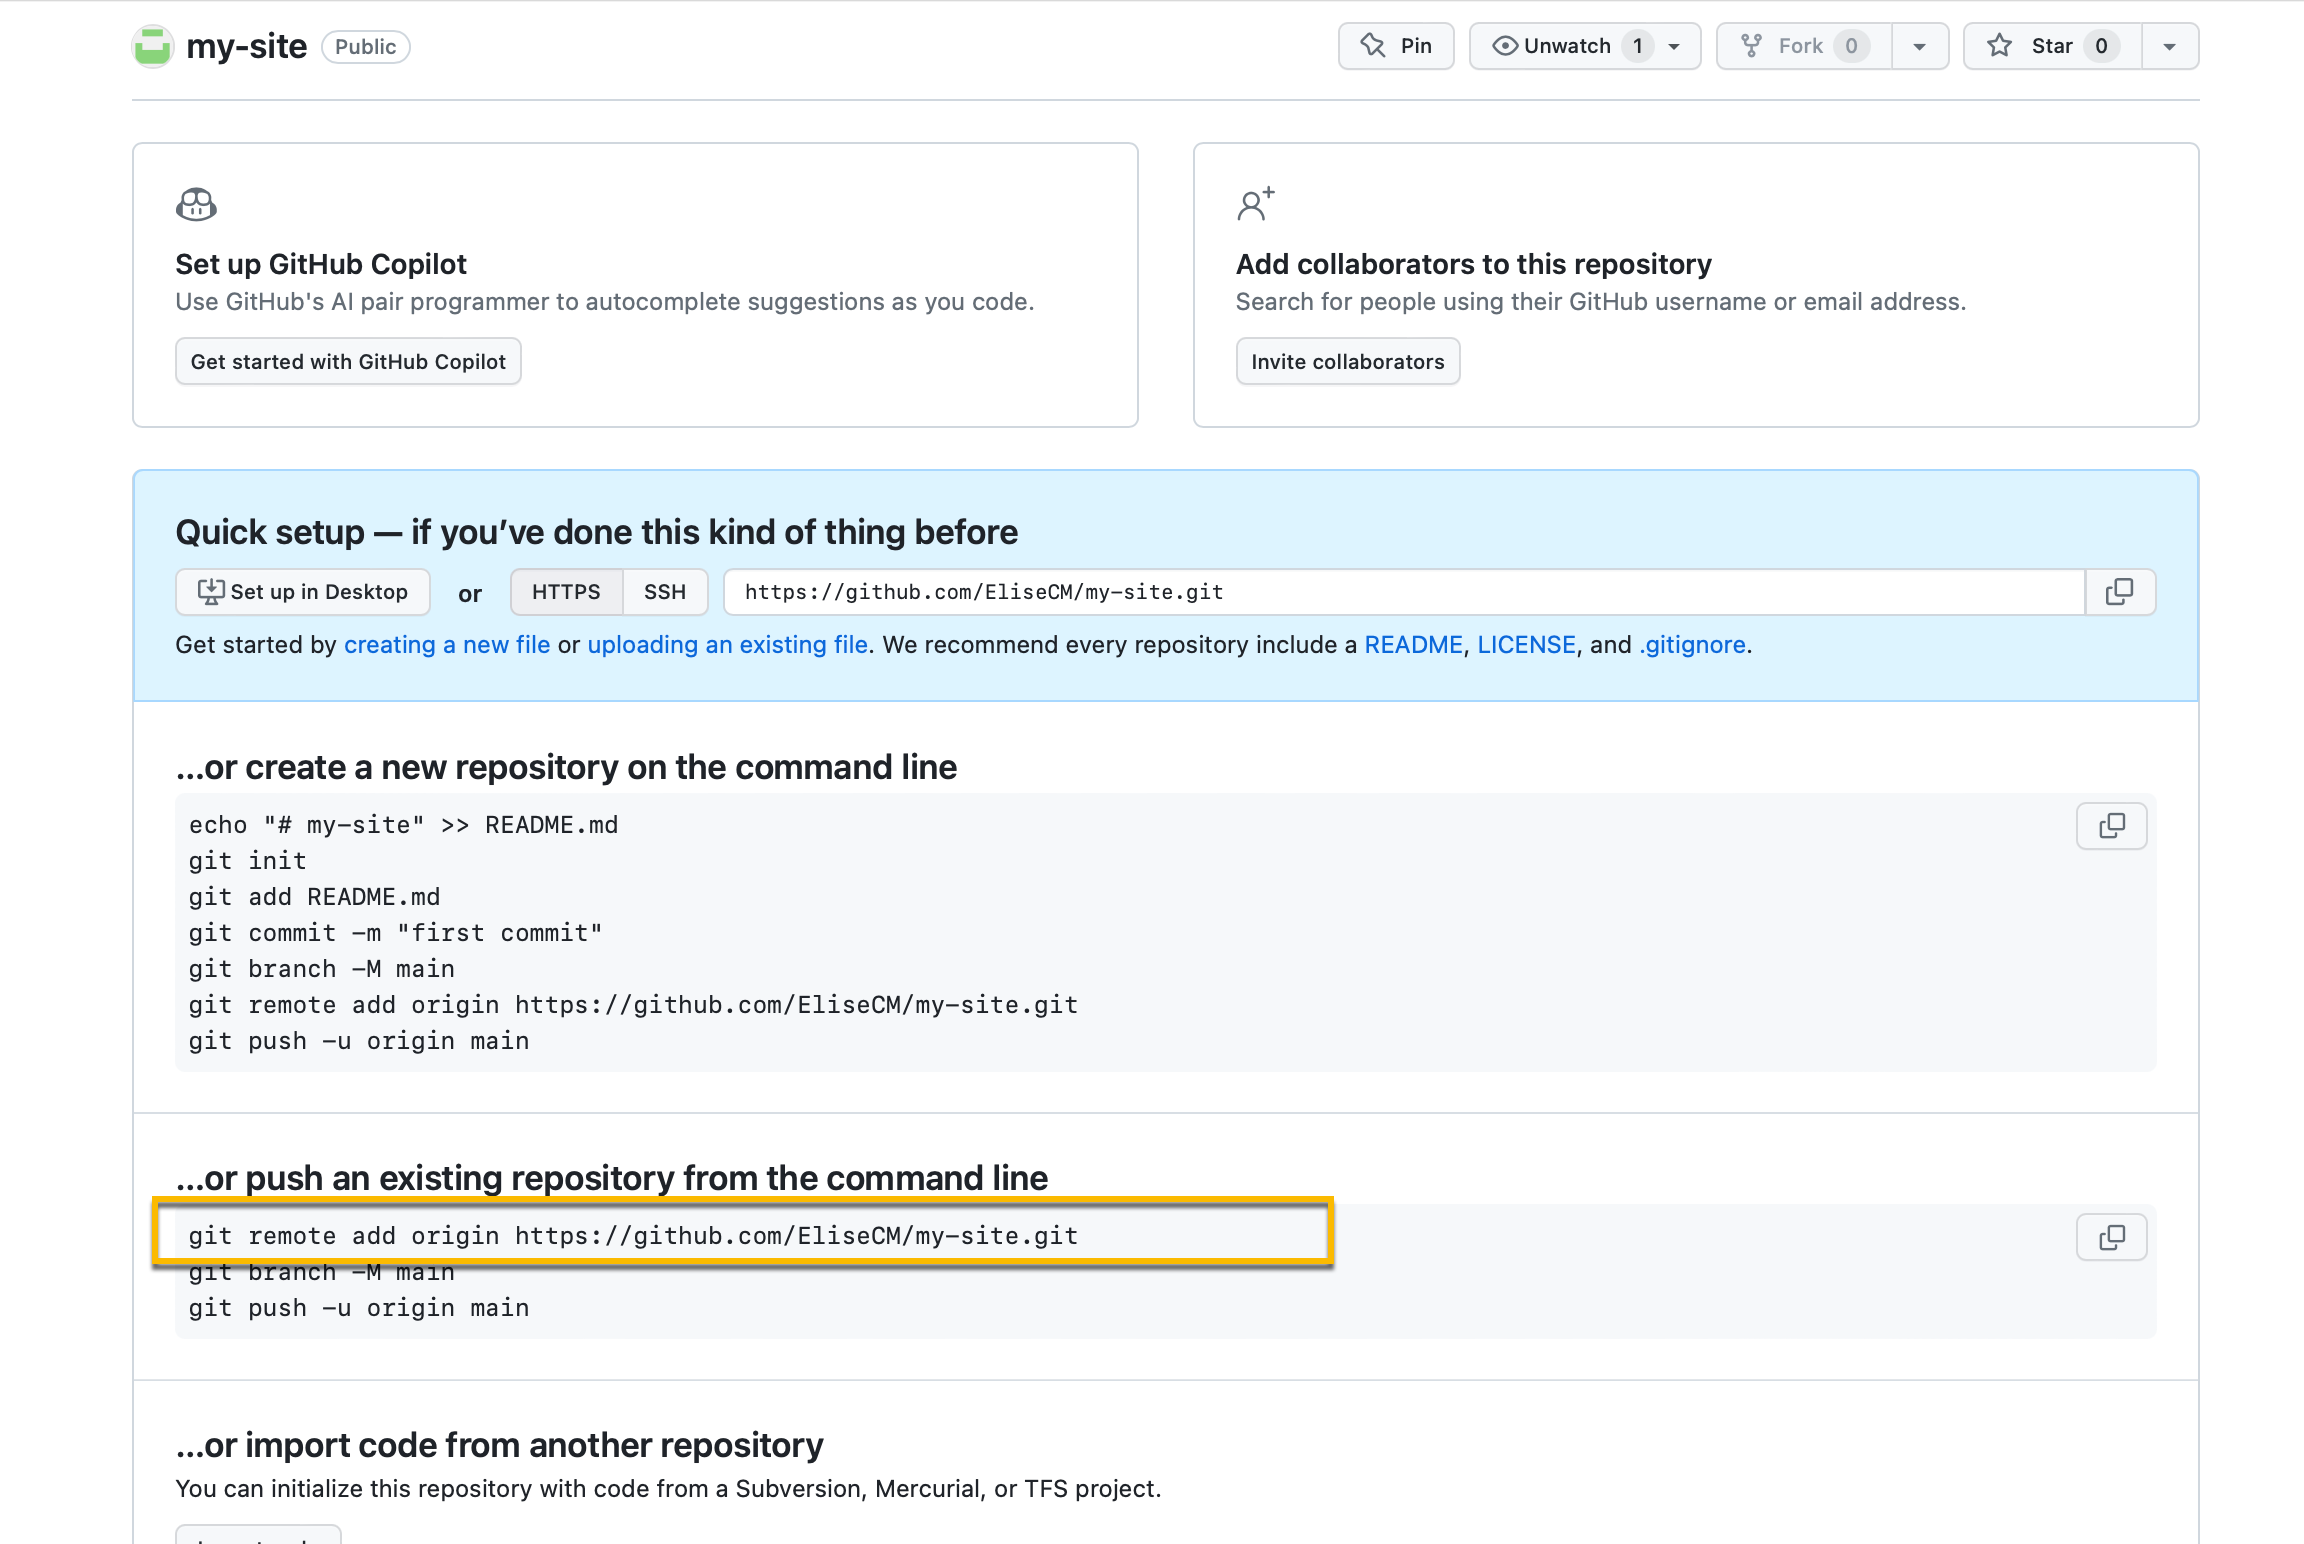 my-site Public Pin Unwatch 1 Fork 0 Star 0
Set up GitHub Copilot
Use GitHub's AI pair programmer to autocomplete suggestions as you code.
Get started with GitHub Copilot
Add collaborators to this repository
Search for people using their GitHub username or email address.
Invite collaborators
Quick setup — if you’ve done this kind of thing before
Set up in Desktop or HTTPS SSH https://github.com/EliseCM/my-site.git
Get started by creating a new file or uploading an existing file. We recommend every repository include a README, LICENSE, and .gitignore.
…or create a new repository on the command line
echo "# my-site" >> README.md
git init
git add README.md
git commit -m "first commit"
git branch -M main
git remote add origin https://github.com/EliseCM/my-site.git
git push -u origin main
…or push an existing repository from the command line
git remote add origin https://github.com/EliseCM/my-site.git
git branch -M main
git push -u origin main
…or import code from another repository
You can initialize this repository with code from a Subversion, Mercurial, or TFS project.